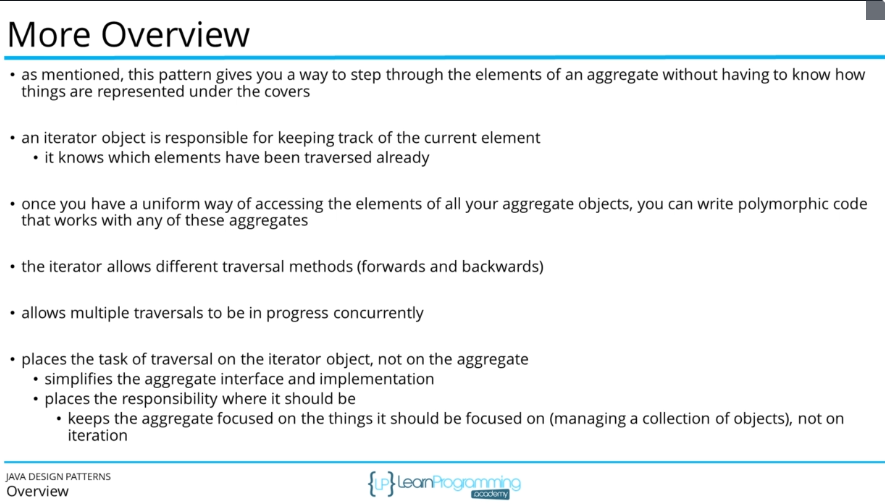 More Overview
• as mentioned, this pattern gives you a way to step through the elements of an aggregate without having to know how
things are represented under the covers
• an iterator object is responsible for keeping track of the current element
• it knows which elements have been traversed already
• once you have a uniform way of accessing the elements of all your aggregate objects, you can write polymorphic code
that works with any of these aggregates
• the iterator allows different traversal methods (forwards and backwards)
• allows multiple traversals to be in progress concurrently
• places the task of traversal on the iterator object, not on the aggregate
• simplifies the aggregate interface and implementation
• places the responsibility where it should be
• keeps the aggregate focused on the things it should be focused on (managing a collection of objects), not on
iteration
JAVA DESIGN PATTERNS
Overview
{LP} LearnProgramming
academy